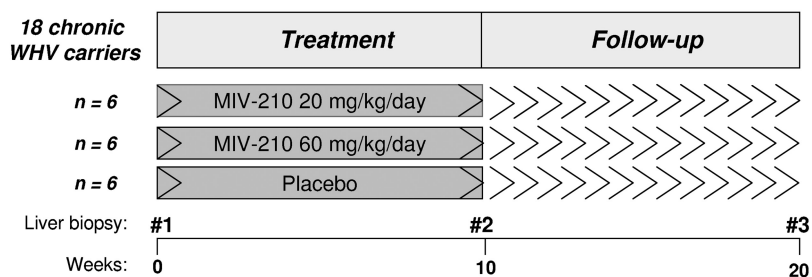 18 chronic
WHV carriers
Treatment
Follow-up
n = 6
MIV-210 20 mg/kg/day
n = 6
MIV-210 60 mg/kg/day
n = 6
Placebo
Liver biopsy:
#1
#2
#3
Weeks:
0
10
20